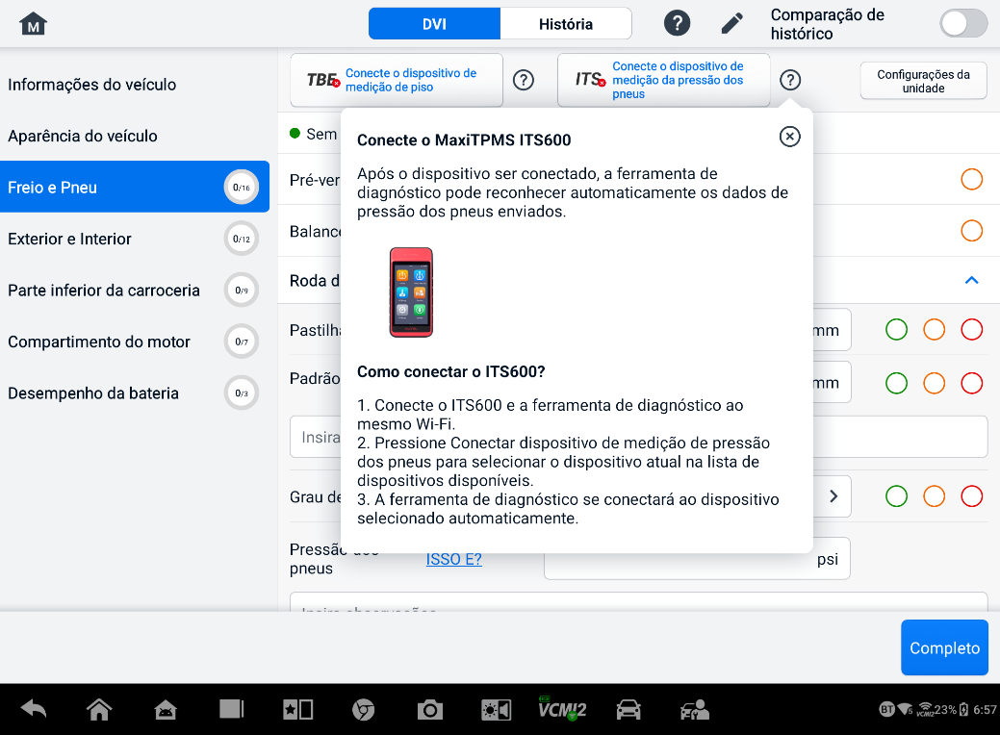 M
DVI
História
?
Comparação de
histórico
Informações do veículo
Aparência do veículo
Freio e Pneu
0/16
Exterior e Interior
0/12
Parte inferior da carroceria
0/9
Compartimento do motor
0/7
Desempenho da bateria
0/3
TBE
Conecte o dispositivo de
medição de piso
?
ITS
Conecte o dispositivo de
medição da pressão dos
pneus
?
Configurações da
unidade
Sem
Pré-ver
Balance
Roda d
Pastilha
mm
Padrão
mm
Insira
Grau de
Pressão dos
pneus
ISSO E?
psi
Insira observações
Conecte o MaxiTPMS ITS600
Após o dispositivo ser conectado, a ferramenta de
diagnóstico pode reconhecer automaticamente os dados de
pressão dos pneus enviados.
Como conectar o ITS600?
1. Conecte o ITS600 e a ferramenta de diagnóstico ao
mesmo Wi-Fi.
2. Pressione Conectar dispositivo de medição de pressão
dos pneus para selecionar o dispositivo atual na lista de
dispositivos disponíveis.
3. A ferramenta de diagnóstico se conectará ao dispositivo
selecionado automaticamente.
Completo
VCMI2
BT
VCMI2
23%
6:57